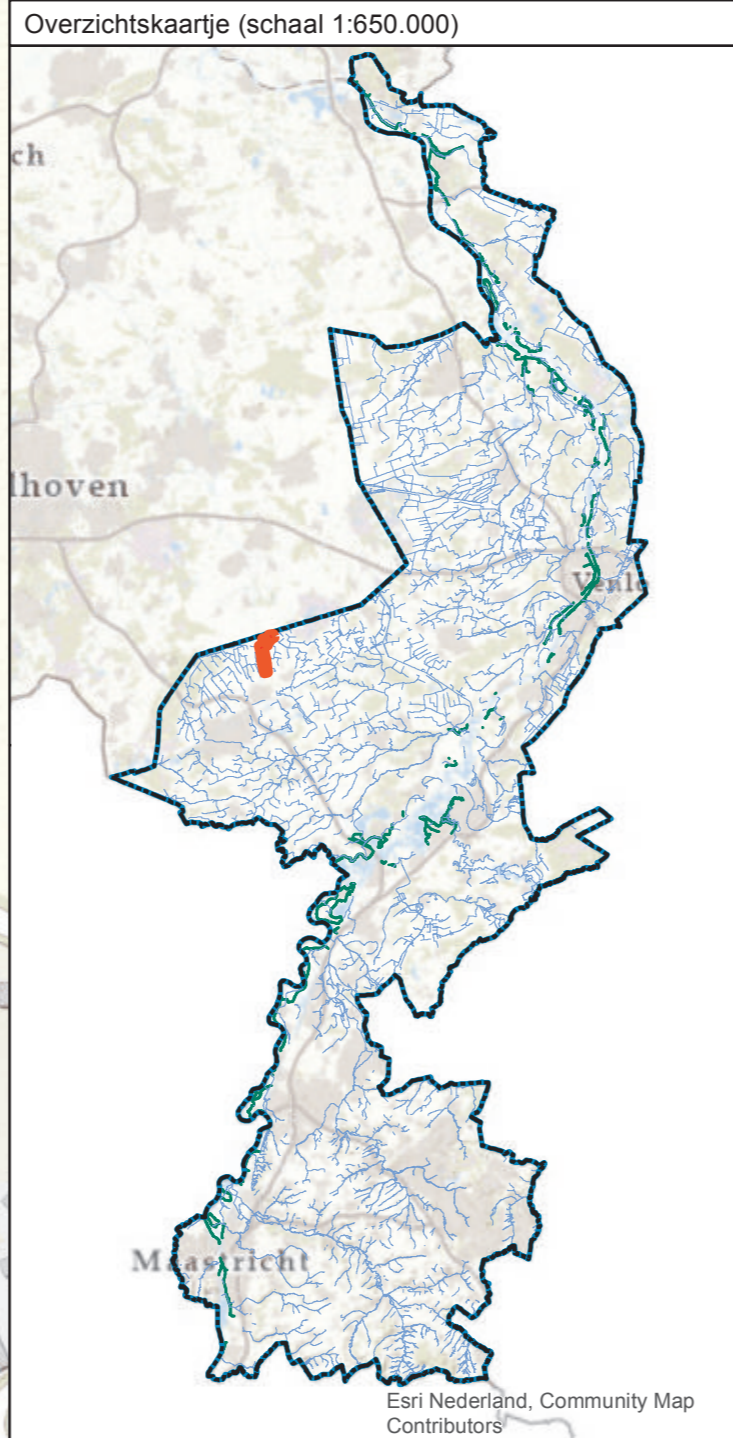 Overzichtskaartje (schaal 1:650.000)
ch
lhoven
Venlo
Maastricht
Esri Nederland, Community Map
Contributors